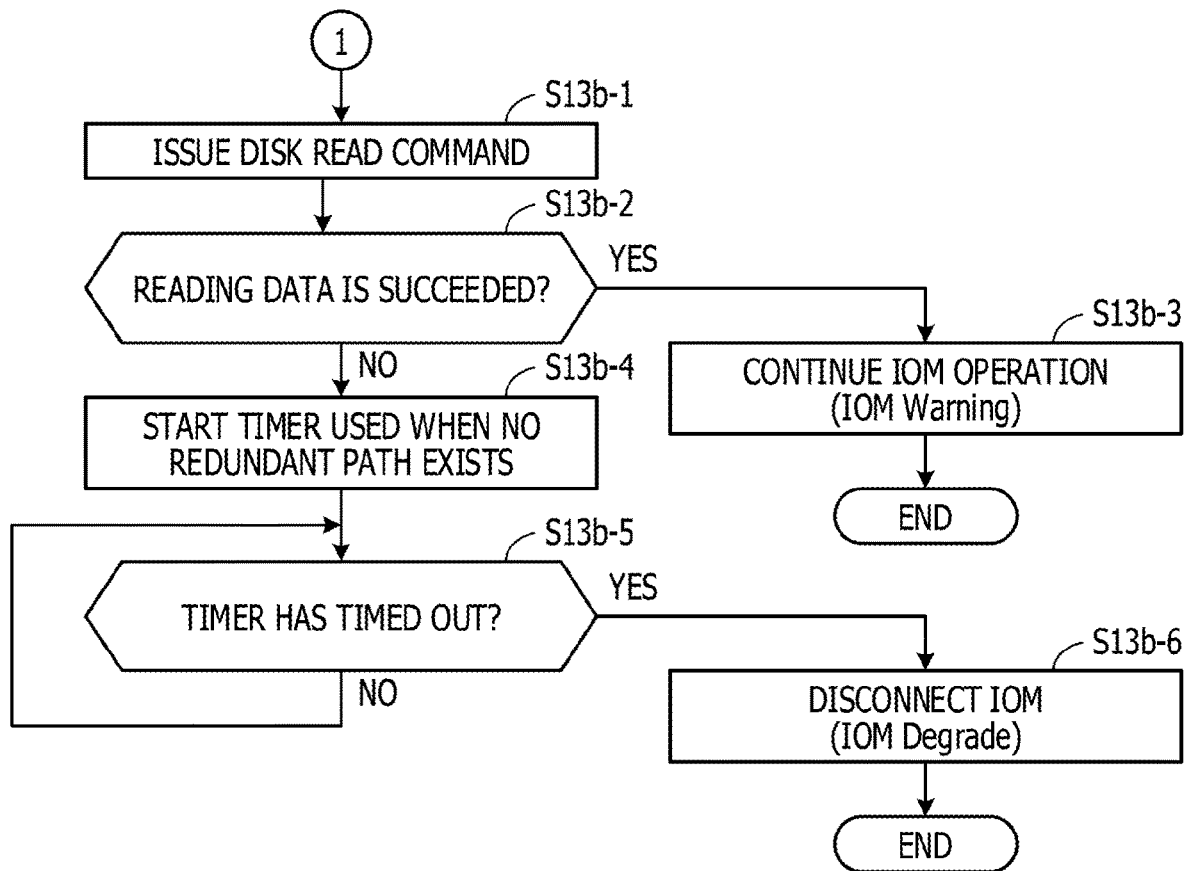 1
S13b-1
ISSUE DISK READ COMMAND
S13b-2
READING DATA IS SUCCEEDED?
YES
NO
S13b-3
CONTINUE IOM OPERATION
(IOM Warning)
END
S13b-4
START TIMER USED WHEN NO
REDUNDANT PATH EXISTS
S13b-5
TIMER HAS TIMED OUT?
YES
NO
S13b-6
DISCONNECT IOM
(IOM Degrade)
END